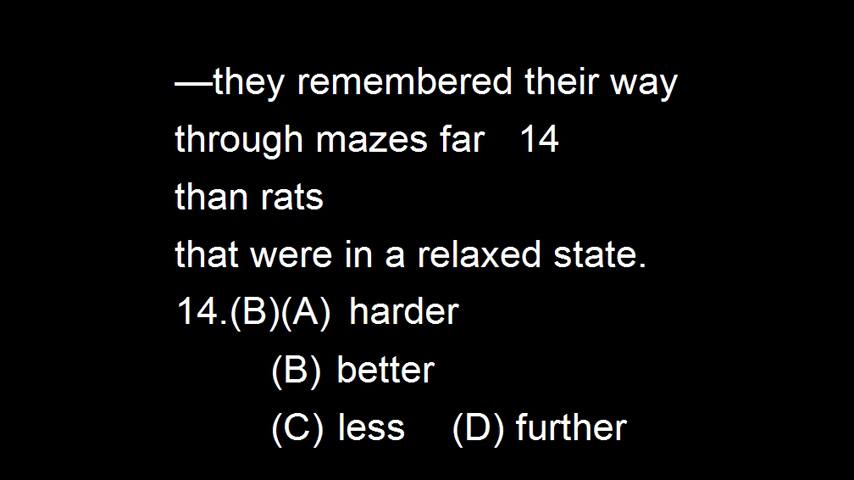 —they remembered their way
through mazes far 14
than rats
that were in a relaxed state.
14.(B)(A) harder
(B) better
(C) less (D) further